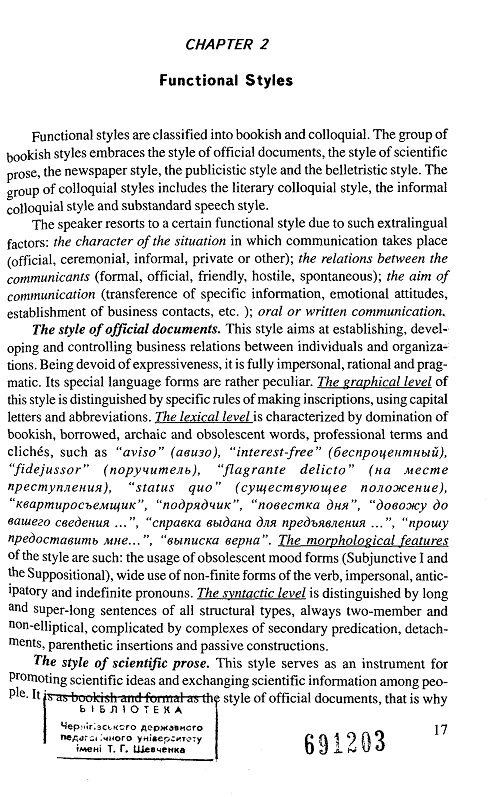 CHAPTER 2
Functional Styles
Functional styles are classified into bookish and colloquial. The group of
bookish styles embraces the style of official documents, the style of scientific
prose, the newspaper style, the publicistic style and the belletristic style. The
group of colloquial styles includes the literary colloquial style, the informal
colloquial style and substandard speech style.
The speaker resorts to a certain functional style due to such extralingual
factors: the character of the situation in which communication takes place
(official, ceremonial, informal, private or other); the relations between the
communicants (formal, official, friendly, hostile, spontaneous); the aim of
communication (transference of specific information, emotional attitudes,
establishment of business contacts, etc. ); oral or written communication.
The style of official documents. This style aims at establishing, devel-
oping and controlling business relations between individuals and organiza-
tions. Being devoid of expressiveness, it is fully impersonal, rational and prag-
matic. Its special language forms are rather peculiar. The graphical level of
this style is distinguished by specific rules of making inscriptions, using capital
letters and abbreviations. The lexical level is characterized by domination of
bookish, borrowed, archaic and obsolescent words, professional terms and
clichés, such as "aviso" (авизо), "interest-free" (беспроцентный),
"fidejussor" (поручитель), "flagrante delicto" (на месте
преступления), "status quo" (существующее положение),
"квартиросъемщик", "подрядчик", "повестка дня", "довожу до
вашего сведения ...", "справка выдана для предъявления ...", "прошу
предоставить мне...", "выписка верна". The morphological features
of the style are such: the usage of obsolescent mood forms (Subjunctive I and
the Suppositional), wide use of non-finite forms of the verb, impersonal, antic-
ipatory and indefinite pronouns. The syntactic level is distinguished by long
and super-long sentences of all structural types, always two-member and
non-elliptical, complicated by complexes of secondary predication, detach-
ments, parenthetic insertions and passive constructions.
The style of scientific prose. This style serves as an instrument for
promoting scientific ideas and exchanging scientific information among peo-
ple. It is as bookish and formal as the style of official documents, that is why
БІБЛІОТЕКА
Чернігівського державного
педагогічного університету
імені Т. Г. Шевченка
691203
17